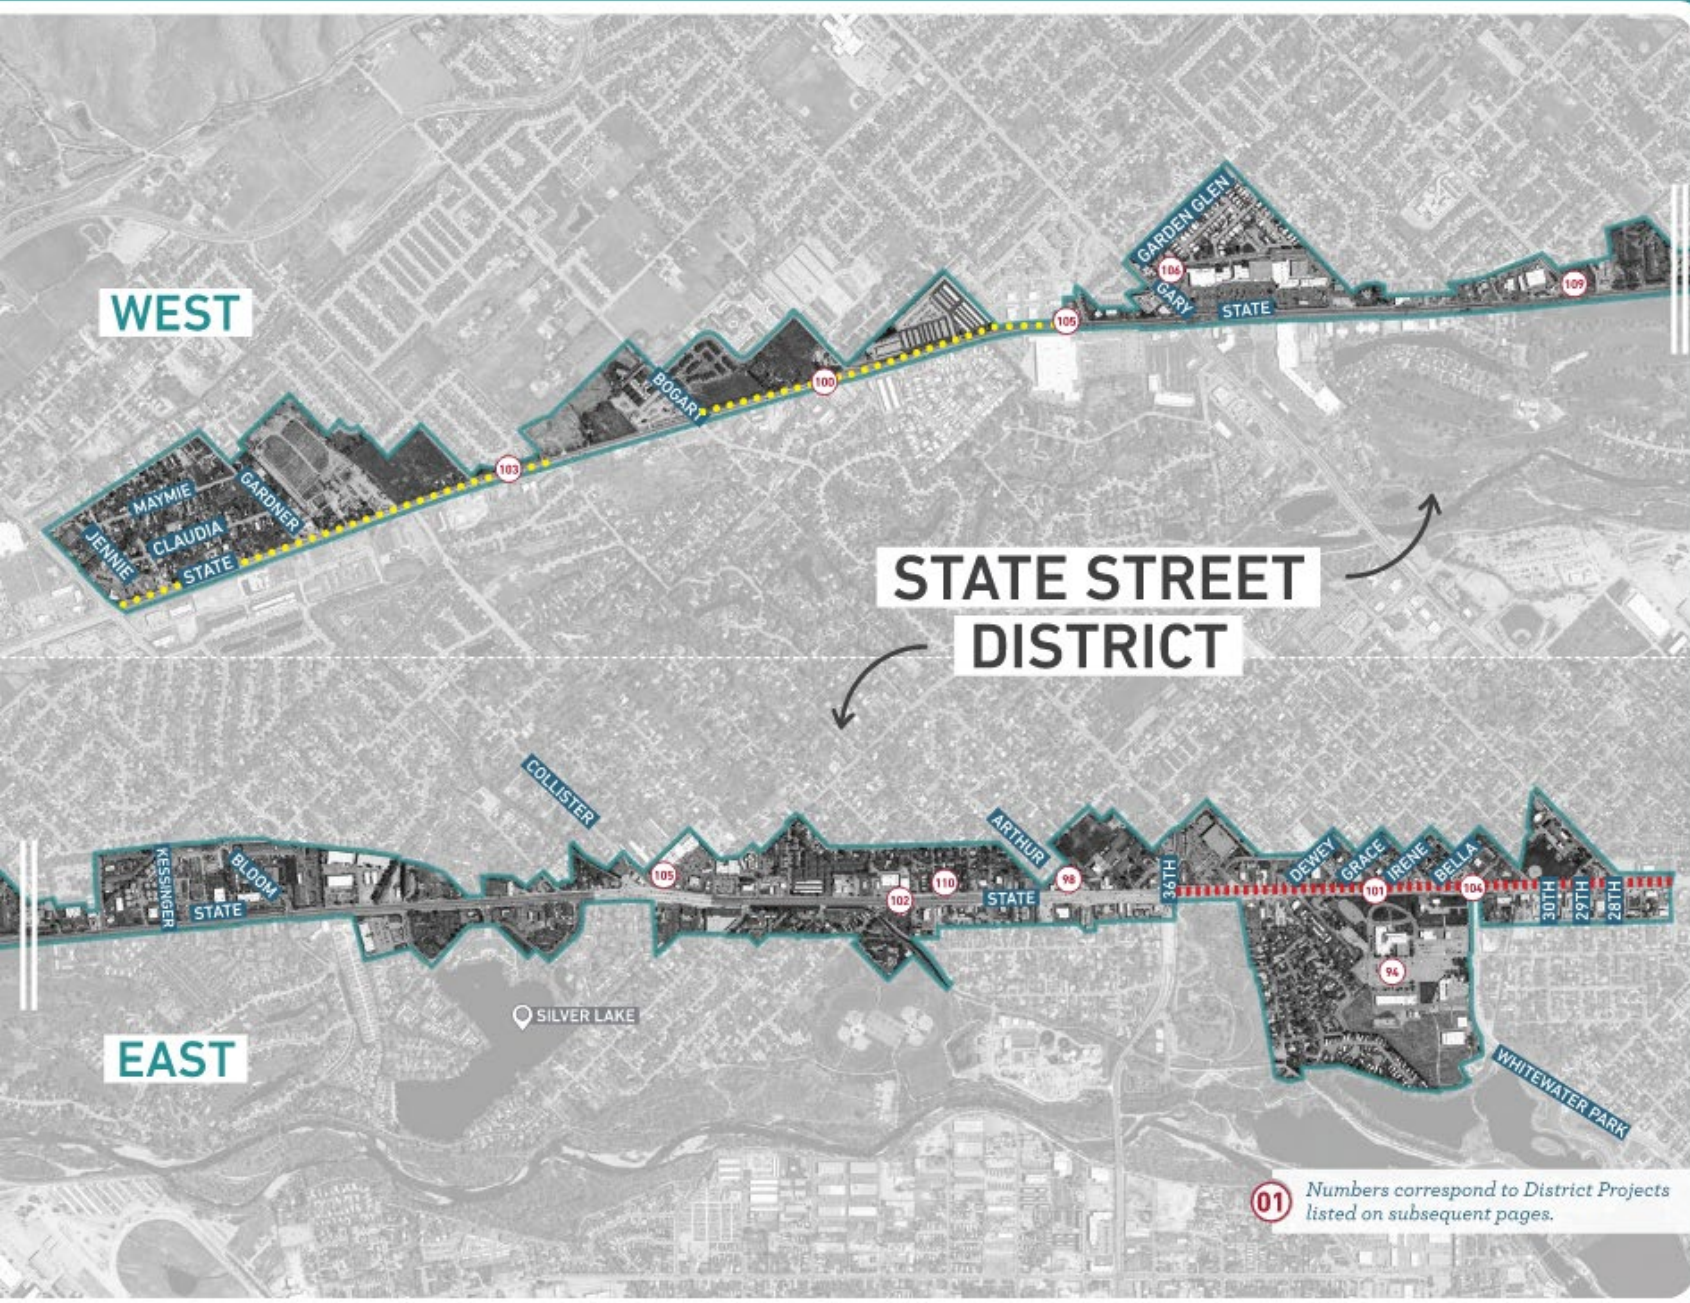 GARDEN GLEN
106
GARY
STATE
109
WEST
105
BOGART
100
103
MAYMIE
GARDNER
JENNIE
CLAUDIA
STATE
STATE STREET
DISTRICT
COLLISTER
KESSINGER
BLOOM
STATE
105
ARTHUR
110
102
STATE
98
36TH
DEWEY
GRACE
IRENE
BELLA
101
104
30TH
29TH
28TH
94
SILVER LAKE
EAST
WHITEWATER PARK
01
Numbers correspond to District Projects
listed on subsequent pages.